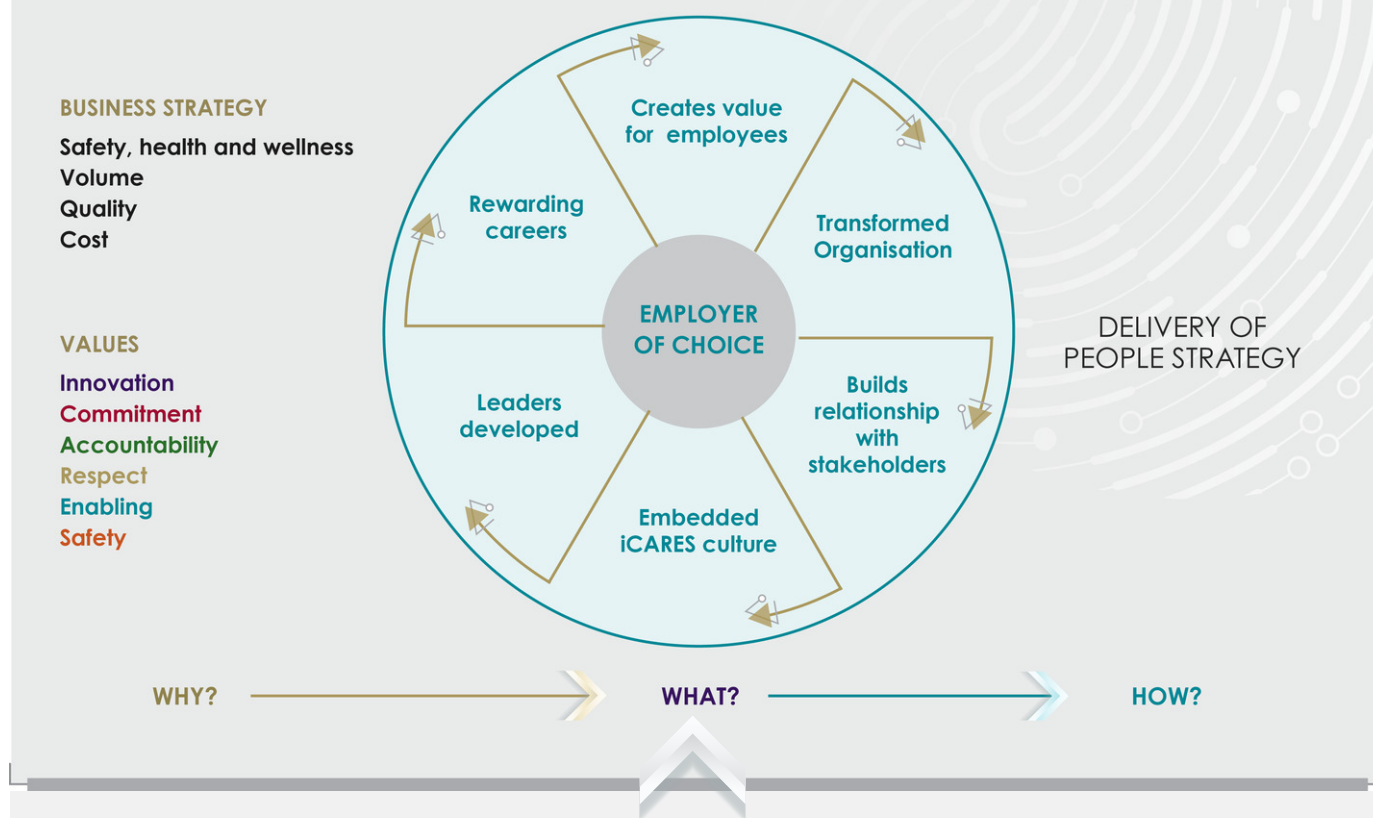 BUSINESS STRATEGY
Safety, health and wellness
Volume
Quality
Cost
VALUES
Innovation
Commitment
Accountability
Respect
Enabling
Safety
Creates value
for employees
Transformed
Organisation
Builds
relationship
with
stakeholders
Embedded
iCARES culture
Leaders
developed
Rewarding
careers
EMPLOYER
OF CHOICE
DELIVERY OF
PEOPLE STRATEGY
WHY?
WHAT?
HOW?